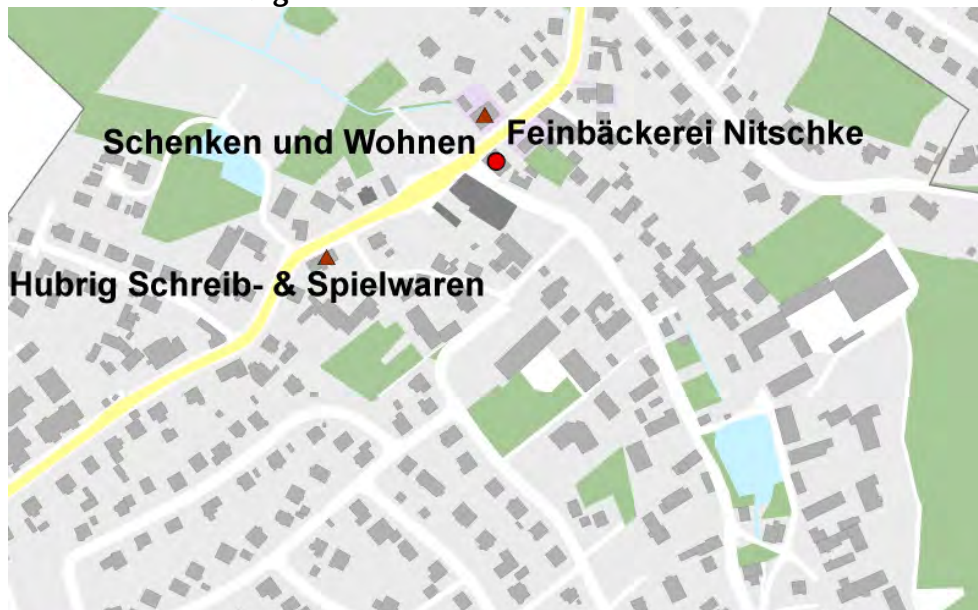 Schenken und Wohnen
Feinbäckerei Nitschke
Hubrig Schreib- & Spielwaren